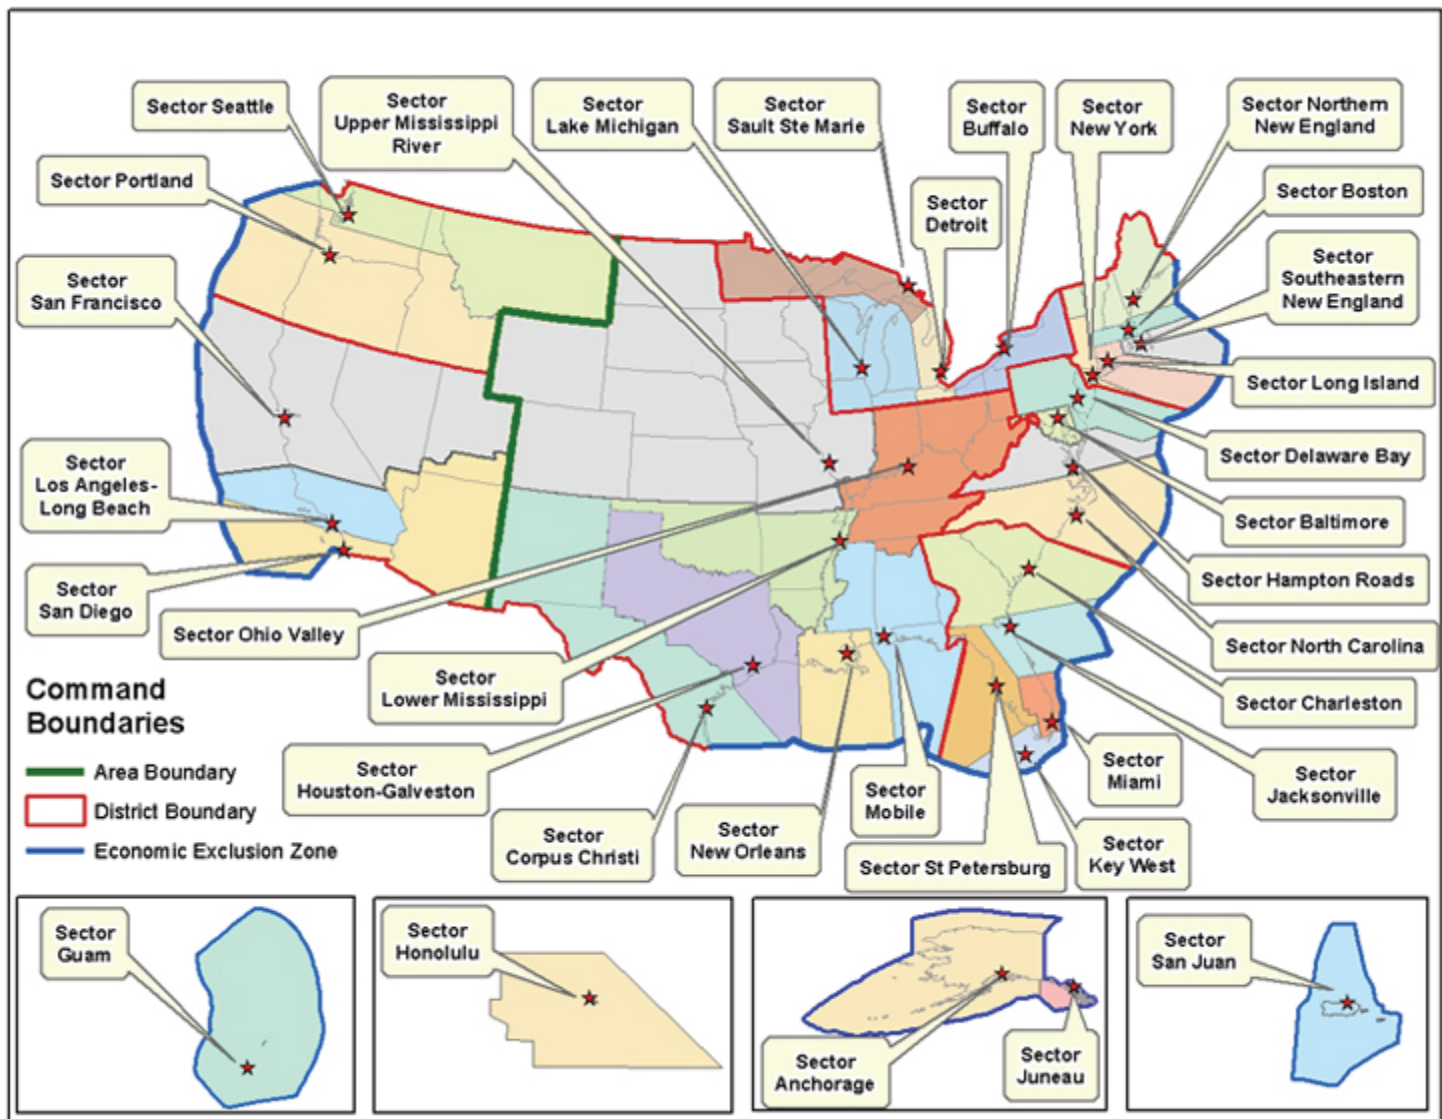 Sector Seattle
Sector
Upper Mississippi
River
Sector
Lake Michigan
Sector
Sault Ste Marie
Sector
Buffalo
Sector
New York
Sector Northern
New England
Sector Portland
Sector
Detroit
Sector Boston
Sector
San Francisco
Sector
Southeastern
New England
Sector Long Island
Sector
Los Angeles-
Long Beach
Sector Delaware Bay
Sector Baltimore
Sector
San Diego
Sector Hampton Roads
Sector Ohio Valley
Sector North Carolina
Sector
Lower Mississippi
Sector Charleston
Command
Boundaries
Area Boundary
District Boundary
Economic Exclusion Zone
Sector
Houston-Galveston
Sector
Corpus Christi
Sector
New Orleans
Sector
Mobile
Sector St Petersburg
Sector
Miami
Sector
Key West
Sector
Jacksonville
Sector
Guam
Sector
Honolulu
Sector
Anchorage
Sector
Juneau
Sector
San Juan